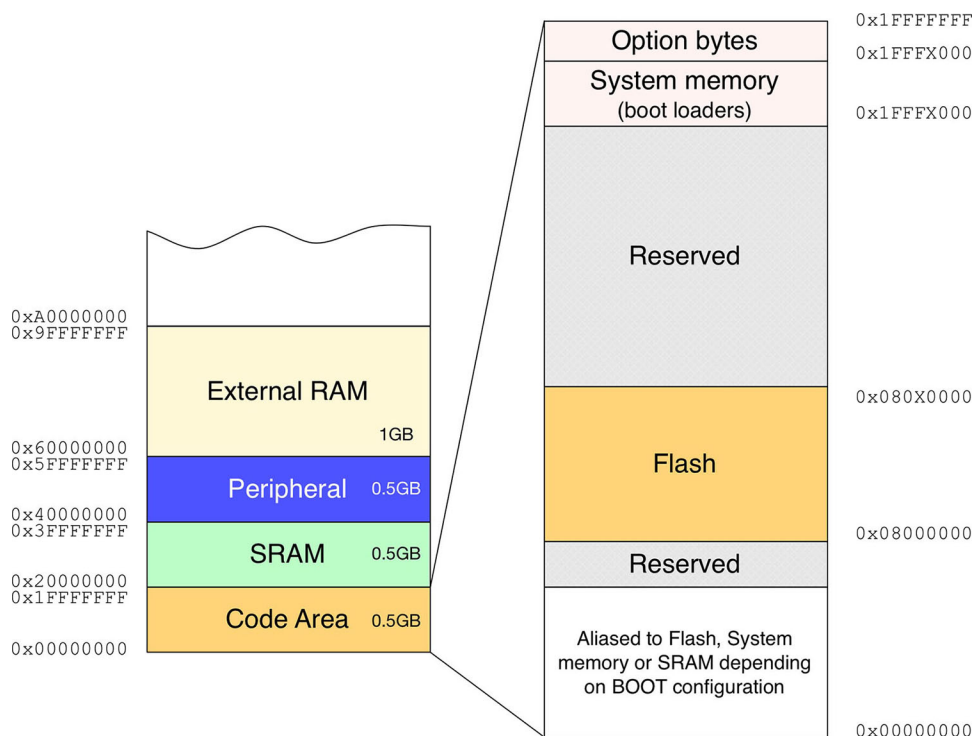 0xA0000000
0x9FFFFFFF
External RAM
1GB
0x60000000
0x5FFFFFFF
Peripheral 0.5GB
0x40000000
0x3FFFFFFF
SRAM 0.5GB
0x20000000
0x1FFFFFFF
Code Area 0.5GB
0x00000000
0x1FFFFFFF
Option bytes
0x1FFFX000
System memory
(boot loaders)
0x1FFFX000
Reserved
0x080X0000
Flash
0x08000000
Reserved
Aliased to Flash, System
memory or SRAM depending
on BOOT configuration
0x00000000